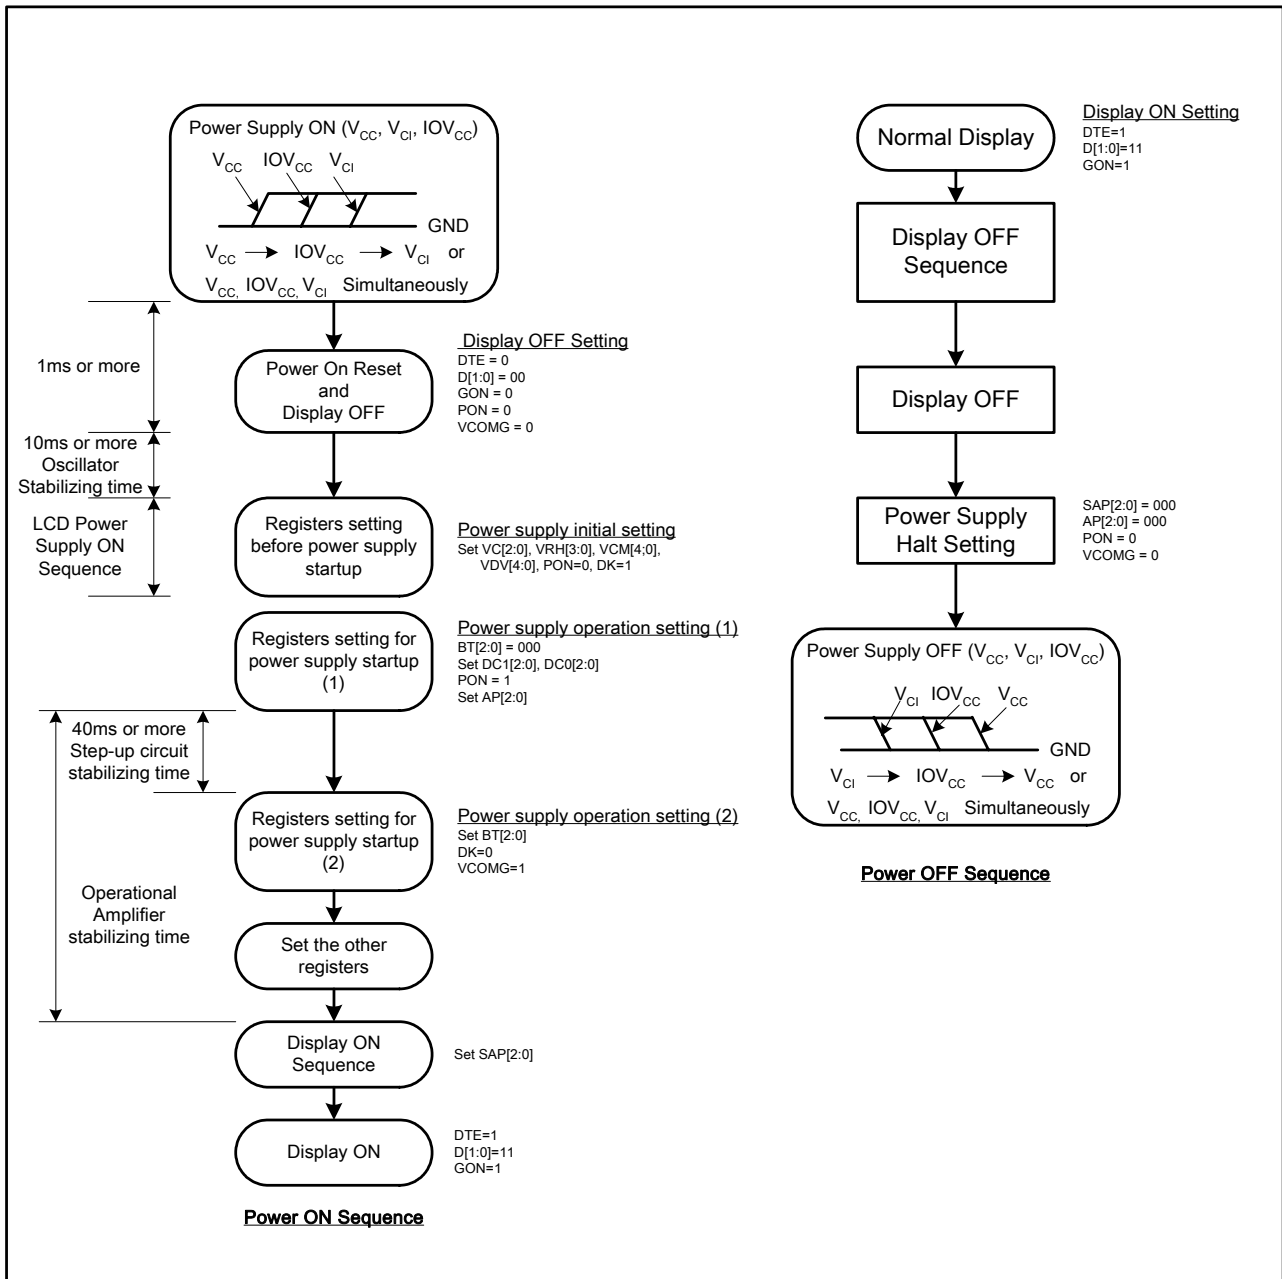 Power Supply ON (VCC, VCI, IOVCC)
VCC IOVCC VCI
GND
VCC → IOVCC → VCI or
VCC, IOVCC, VCI Simultaneously
1ms or more
Power On Reset
and
Display OFF
Display OFF Setting
DTE = 0
D[1:0] = 00
GON = 0
PON = 0
VCOMG = 0
10ms or more
Oscillator
Stabilizing time
LCD Power
Supply ON
Sequence
Registers setting
before power supply
startup
Power supply initial setting
Set VC[2:0], VRH[3:0], VCM[4;0],
VDV[4:0], PON=0, DK=1
Registers setting for
power supply startup
(1)
Power supply operation setting (1)
BT[2:0] = 000
Set DC1[2:0], DC0[2:0]
PON = 1
Set AP[2:0]
40ms or more
Step-up circuit
stabilizing time
Registers setting for
power supply startup
(2)
Power supply operation setting (2)
Set BT[2:0]
DK=0
VCOMG=1
Operational
Amplifier
stabilizing time
Set the other
registers
Display ON
Sequence
Set SAP[2:0]
Display ON
DTE=1
D[1:0]=11
GON=1
Power ON Sequence
Normal Display
Display ON Setting
DTE=1
D[1:0]=11
GON=1
Display OFF
Sequence
Display OFF
Power Supply
Halt Setting
SAP[2:0] = 000
AP[2:0] = 000
PON = 0
VCOMG = 0
Power Supply OFF (VCC, VCI, IOVCC)
VCI IOVCC VCC
GND
VCI → IOVCC → VCC or
VCC, IOVCC, VCI Simultaneously
Power OFF Sequence